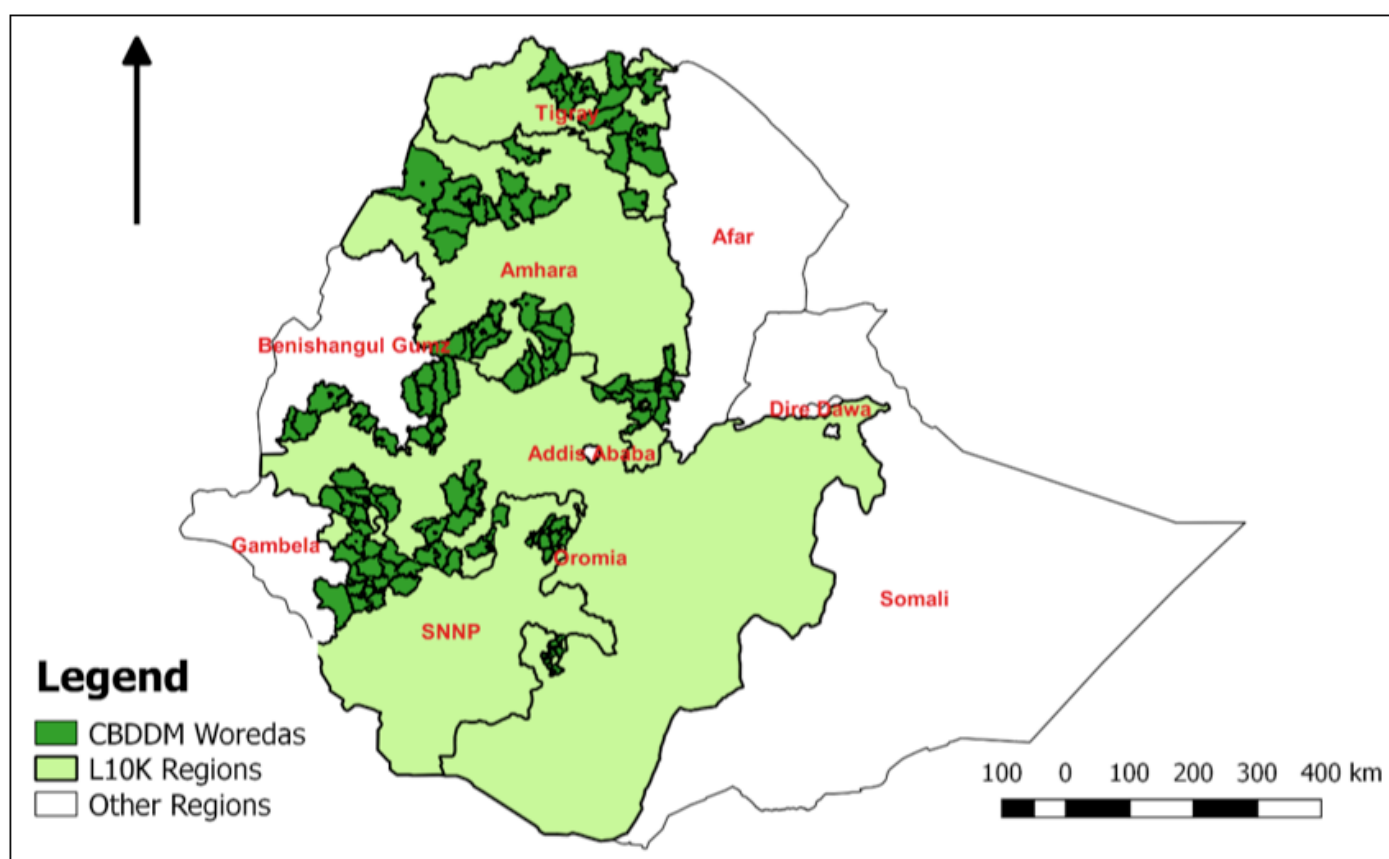 Tigray
Afar
Amhara
Benishangul Gumz
Dire Dawa
Addis Ababa
Gambela
Oromia
Somali
SNNP
Legend
CBDDM Woredas
L10K Regions
Other Regions
100 0 100 200 300 400 km